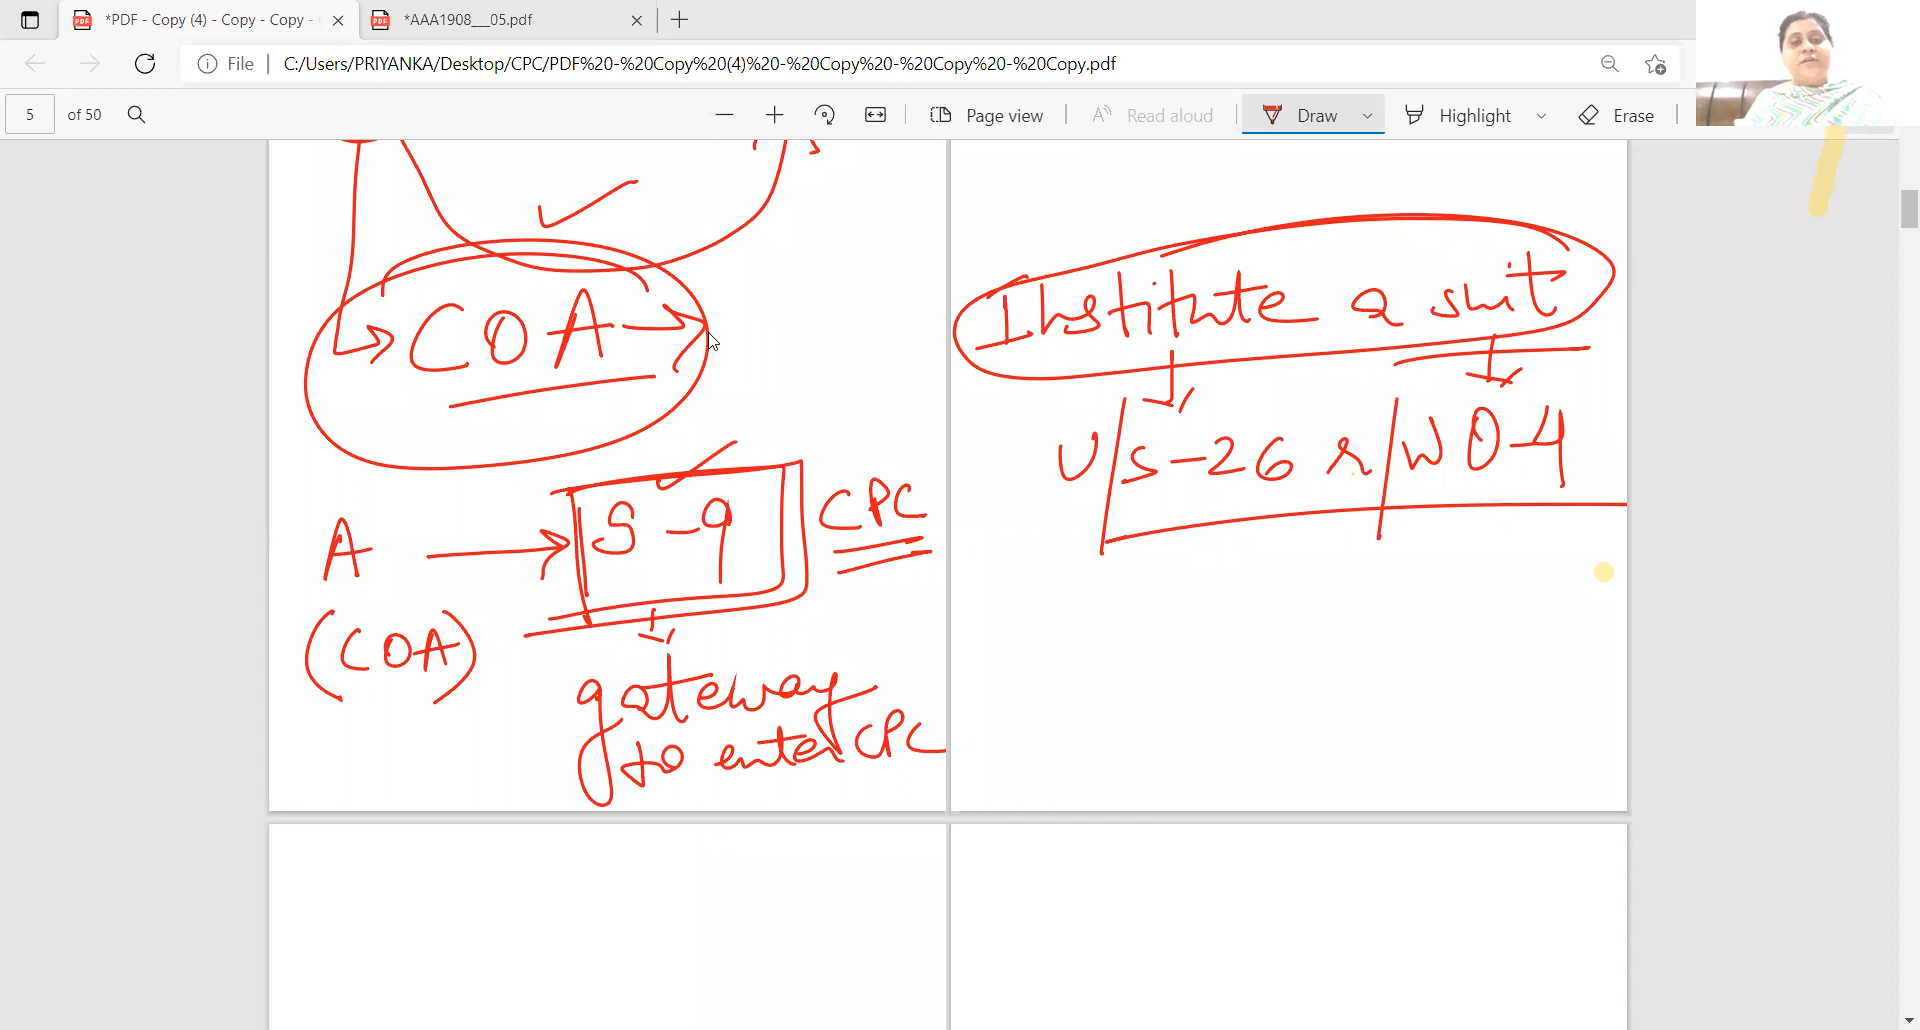 *PDF - Copy (4) - Copy - Copy -
*AAA1908___05.pdf
File
C:/Users/PRIYANKA/Desktop/CPC/PDF%20-%20Copy%20(4)%20-%20Copy%20-%20Copy%20-%20Copy.pdf
5 of 50
Page view
Read aloud
Draw
Highlight
Erase
COA
A
S-9
CPC
(COA)
gateway
to enter CPC
Institute a suit
U/S-26 r/w O-4